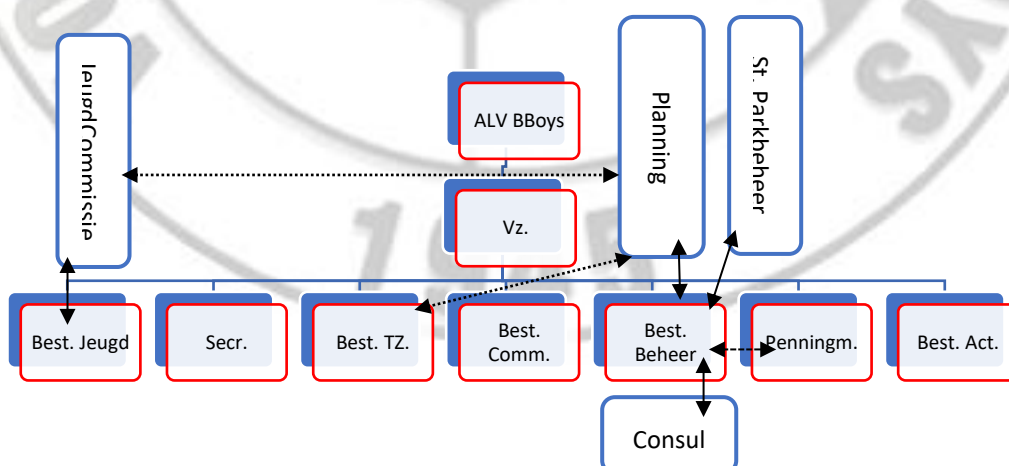 JeugdCommissie
ALV BBoys
Planning
St. Parkbeheer
Vz.
Best. Jeugd
Secr.
Best. TZ.
Best.
Comm.
Best.
Beheer
Penningm.
Best. Act.
Consul